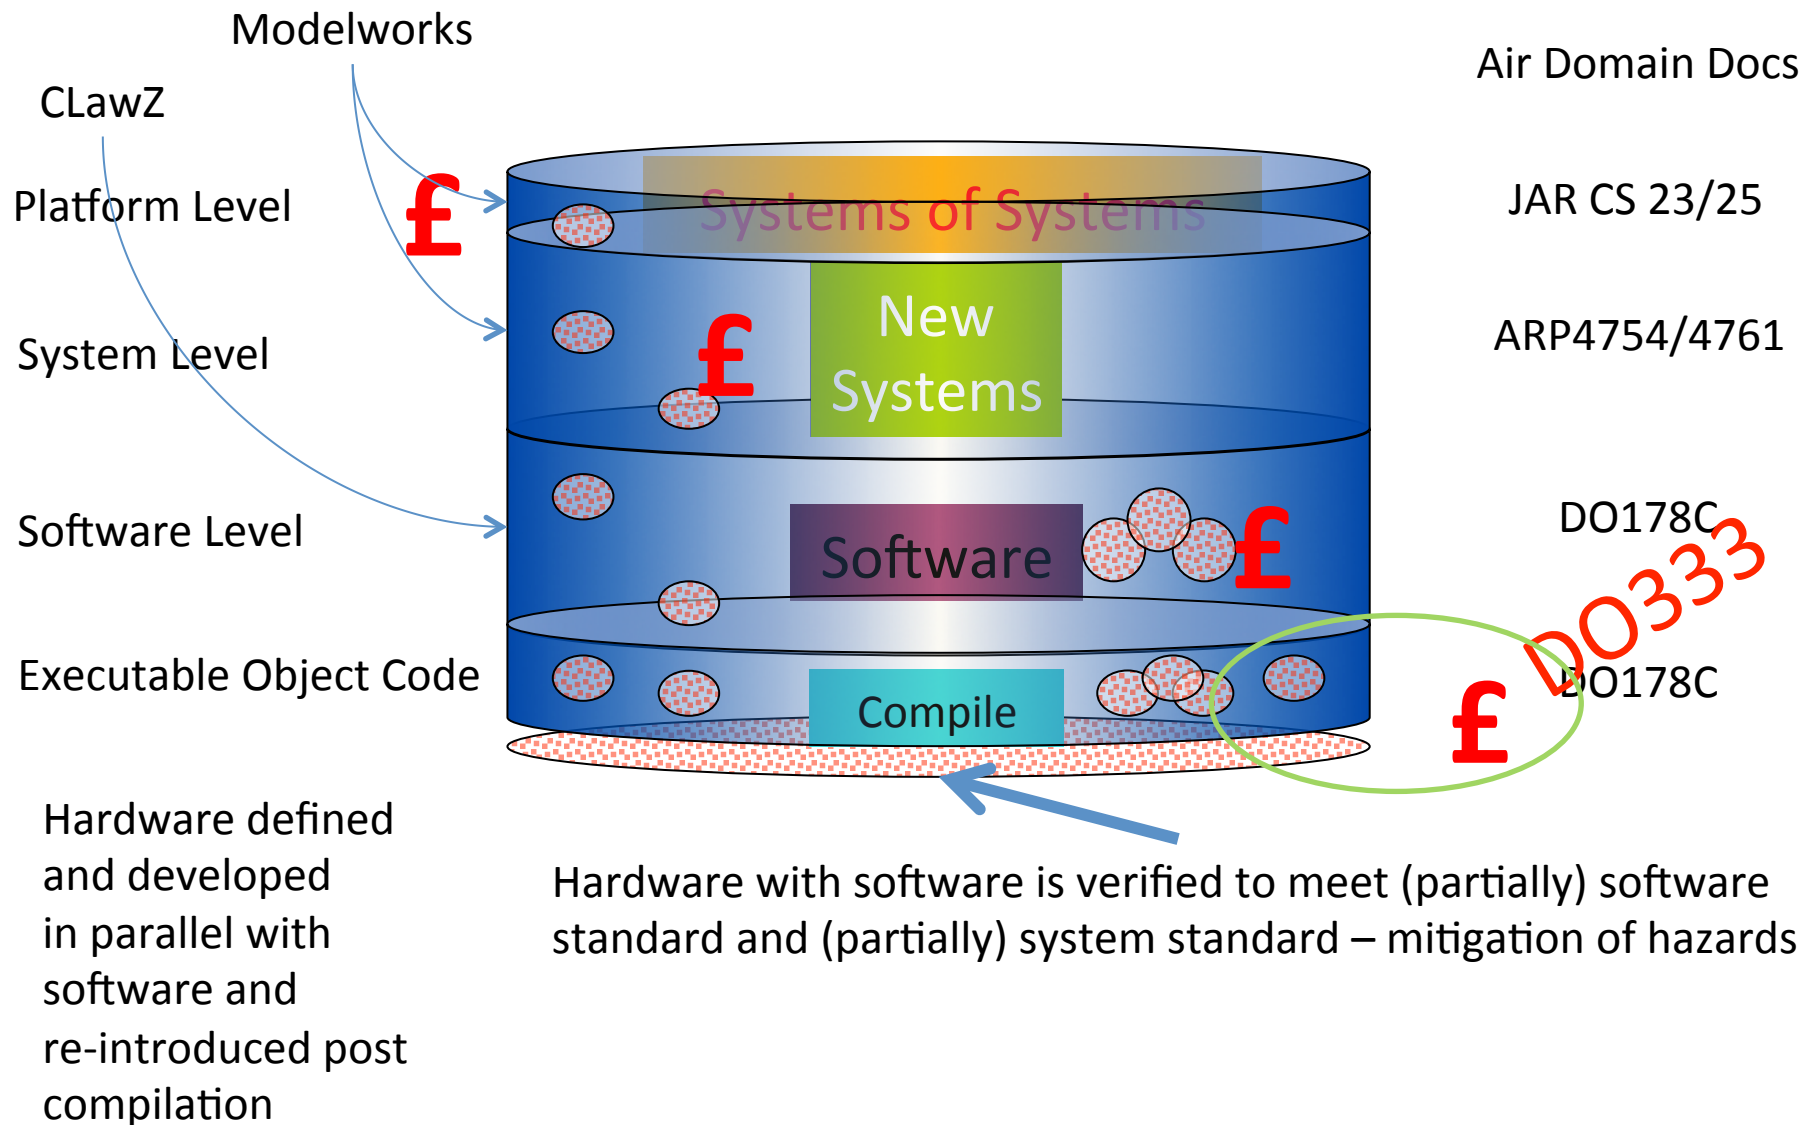 Modelworks
Air Domain Docs
CLawZ
Platform Level
£
Systems of Systems
JAR CS 23/25
System Level
£
New
Systems
ARP4754/4761
Software Level
Software
£
DO178C
DO333
Executable Object Code
Compile
£
DO178C
Hardware defined
and developed
in parallel with
software and
re-introduced post
compilation
Hardware with software is verified to meet (partially) software
standard and (partially) system standard – mitigation of hazards